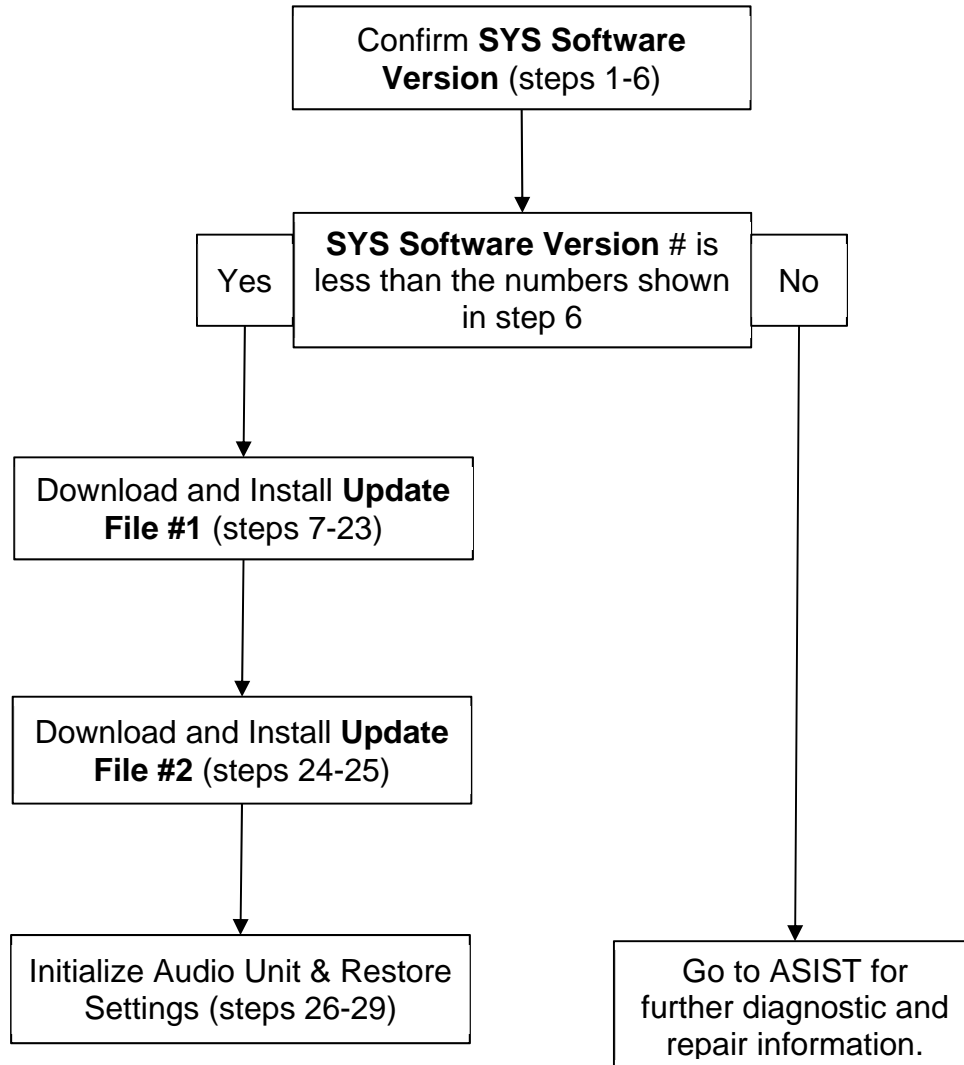 Confirm SYS Software
Version (steps 1-6)
SYS Software Version # is
less than the numbers shown
in step 6
Yes
No
Download and Install Update
File #1 (steps 7-23)
Download and Install Update
File #2 (steps 24-25)
Initialize Audio Unit & Restore
Settings (steps 26-29)
Go to ASIST for
further diagnostic and
repair information.